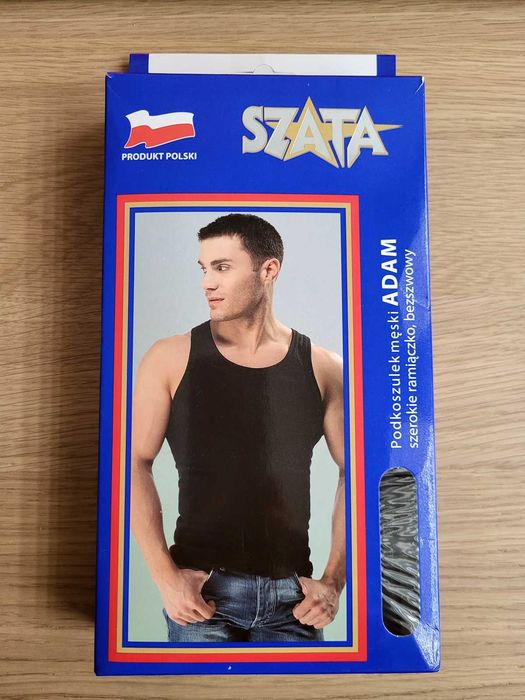 PRODUKT POLSKI
SZATA
Podkoszulek męski ADAM
szerokie ramiączko, bezszwowy